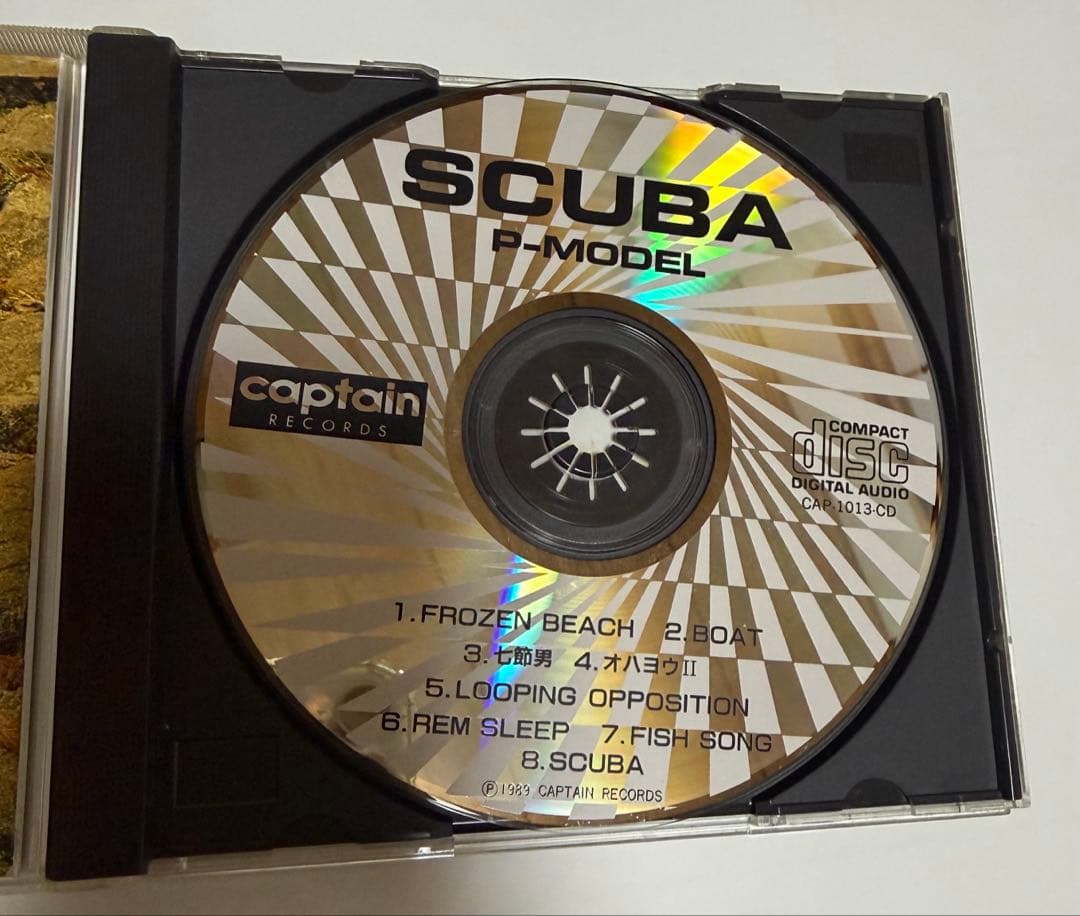 SCUBA
P-MODEL
captain
RECORDS
COMPACT
disc
DIGITAL AUDIO
CAP·1013·CD
1.FROZEN BEACH 2.BOAT
3.七節男 4.オハヨウII
5.LOOPING OPPOSITION
6.REM SLEEP 7.FISH SONG
8.SCUBA
Ⓟ1989 CAPTAIN RECORDS